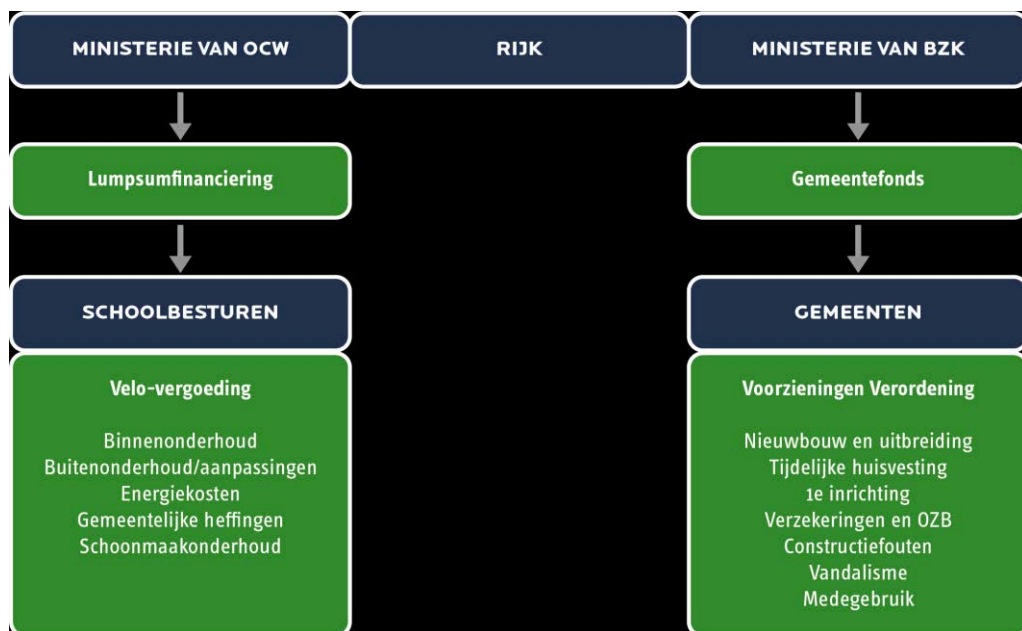 MINISTERIE VAN OCW
RIJK
MINISTERIE VAN BZK
Lumpsumfinanciering
Gemeentefonds
SCHOOLBESTUREN
GEMEENTEN
Velo-vergoeding
Binnenonderhoud
Buitenonderhoud/aanpassingen
Energiekosten
Gemeentelijke heffingen
Schoonmaakonderhoud
Voorzieningen Verordening
Nieuwbouw en uitbreiding
Tijdelijke huisvesting
1e inrichting
Verzekeringen en OZB
Constructiefouten
Vandalisme
Medegebruik